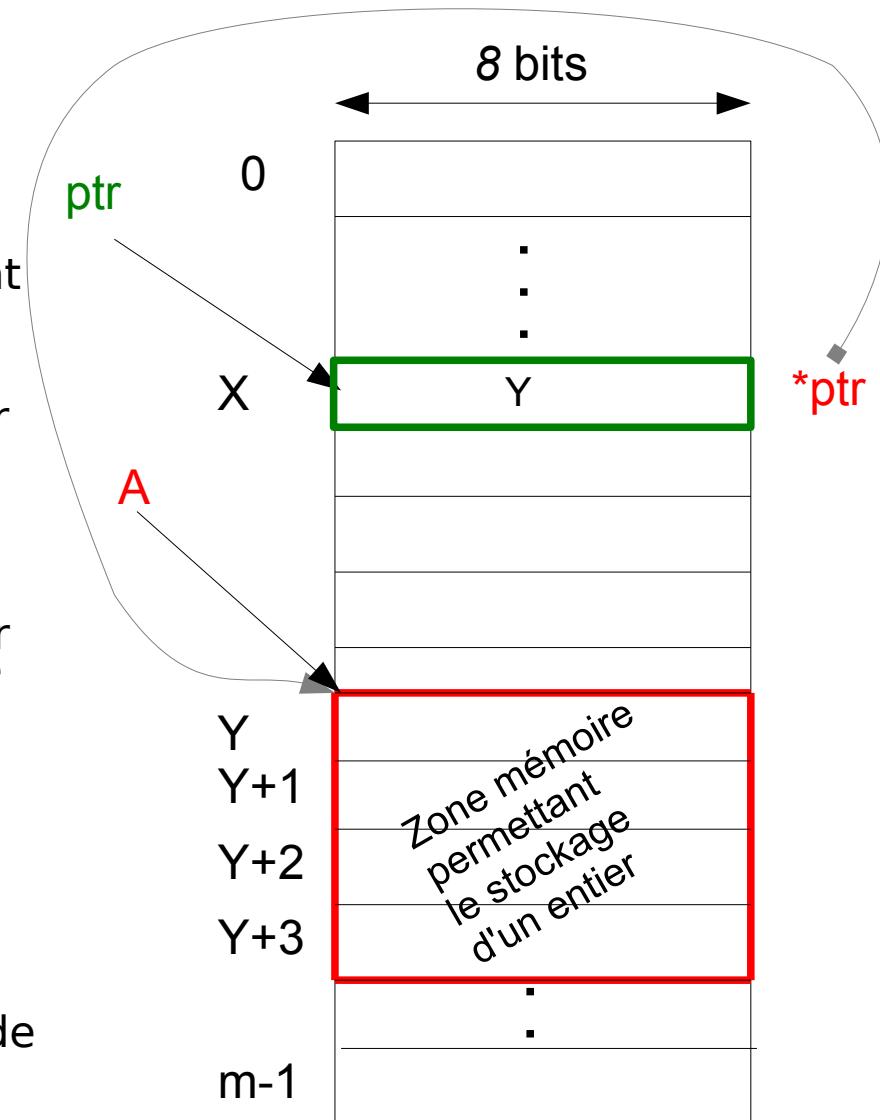 8 bits
0
ptr
X
Y
*ptr
A
Y
Y+1
Y+2
Y+3
Zone mémoire
permettant
le stockage
d'un entier
m-1